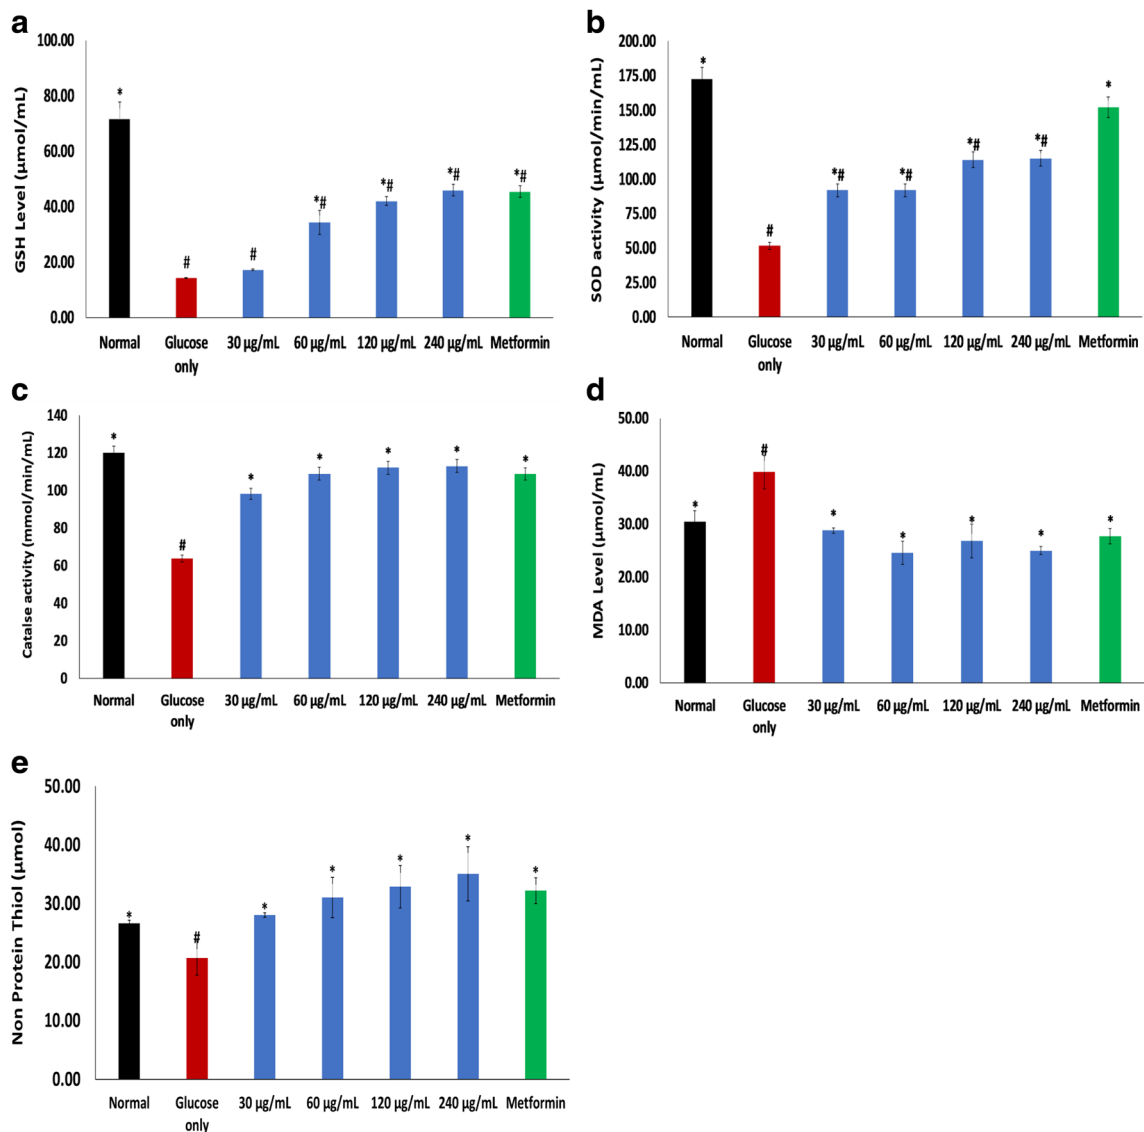 a
GSH Level (µmol/mL)
100.00
80.00
60.00
40.00
20.00
0.00
*
#
#
*#
*#
*#
*#
Normal
Glucose only
30 µg/mL
60 µg/mL
120 µg/mL
240 µg/mL
Metformin
b
SOD activity (µmol/min/mL)
200.00
175.00
150.00
125.00
100.00
75.00
50.00
25.00
0.00
*
#
*#
*#
*#
*#
*
Normal
Glucose only
30 µg/mL
60 µg/mL
120 µg/mL
240 µg/mL
Metformin
c
Catalse activity (mmol/min/mL)
140
120
100
80
60
40
20
0
*
#
*
*
*
*
*
Normal
Glucose only
30 µg/mL
60 µg/mL
120 µg/mL
240 µg/mL
Metformin
d
MDA Level (µmol/mL)
50.00
40.00
30.00
20.00
10.00
0.00
*
#
*
*
*
*
*
Normal
Glucose only
30 µg/mL
60 µg/mL
120 µg/mL
240 µg/mL
Metformin
e
Non Protein Thiol (µmol)
50.00
40.00
30.00
20.00
10.00
0.00
*
#
*
*
*
*
*
Normal
Glucose only
30 µg/mL
60 µg/mL
120 µg/mL
240 µg/mL
Metformin